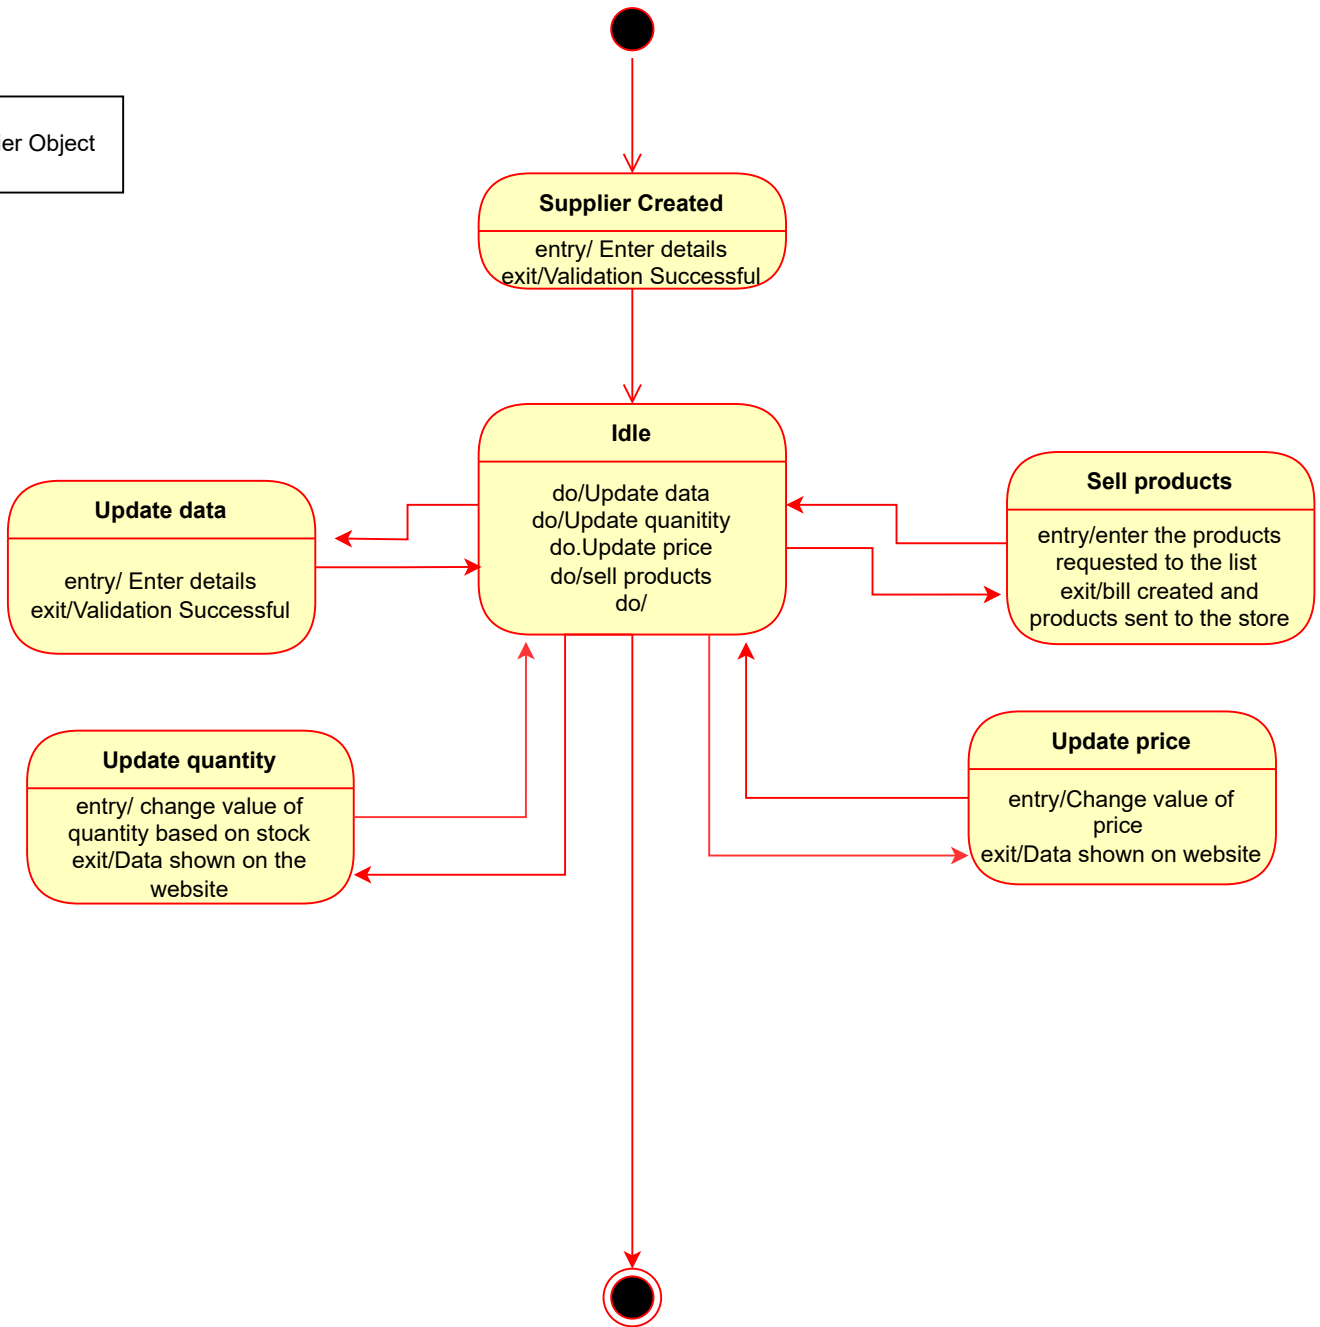 ier Object
Supplier Created
entry/ Enter details
exit/Validation Successful
Idle
do/Update data
do/Update quanitity
do.Update price
do/sell products
do/
Update data
entry/ Enter details
exit/Validation Successful
Sell products
entry/enter the products
requested to the list
exit/bill created and
products sent to the store
Update quantity
entry/ change value of
quantity based on stock
exit/Data shown on the
website
Update price
entry/Change value of
price
exit/Data shown on website